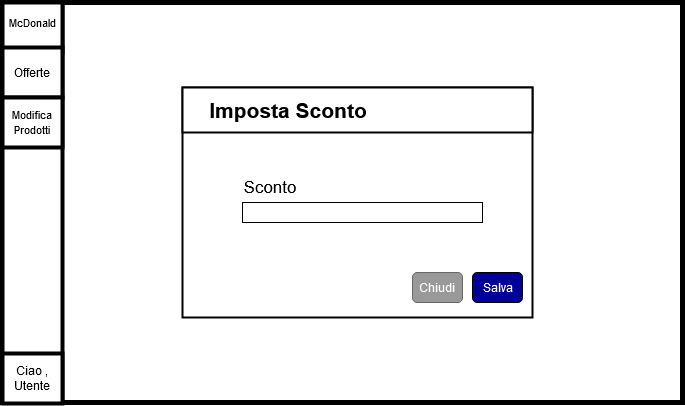 McDonald
Offerte
Modifica
Prodotti
Imposta Sconto
Sconto
Chiudi
Salva
Ciao ,
Utente